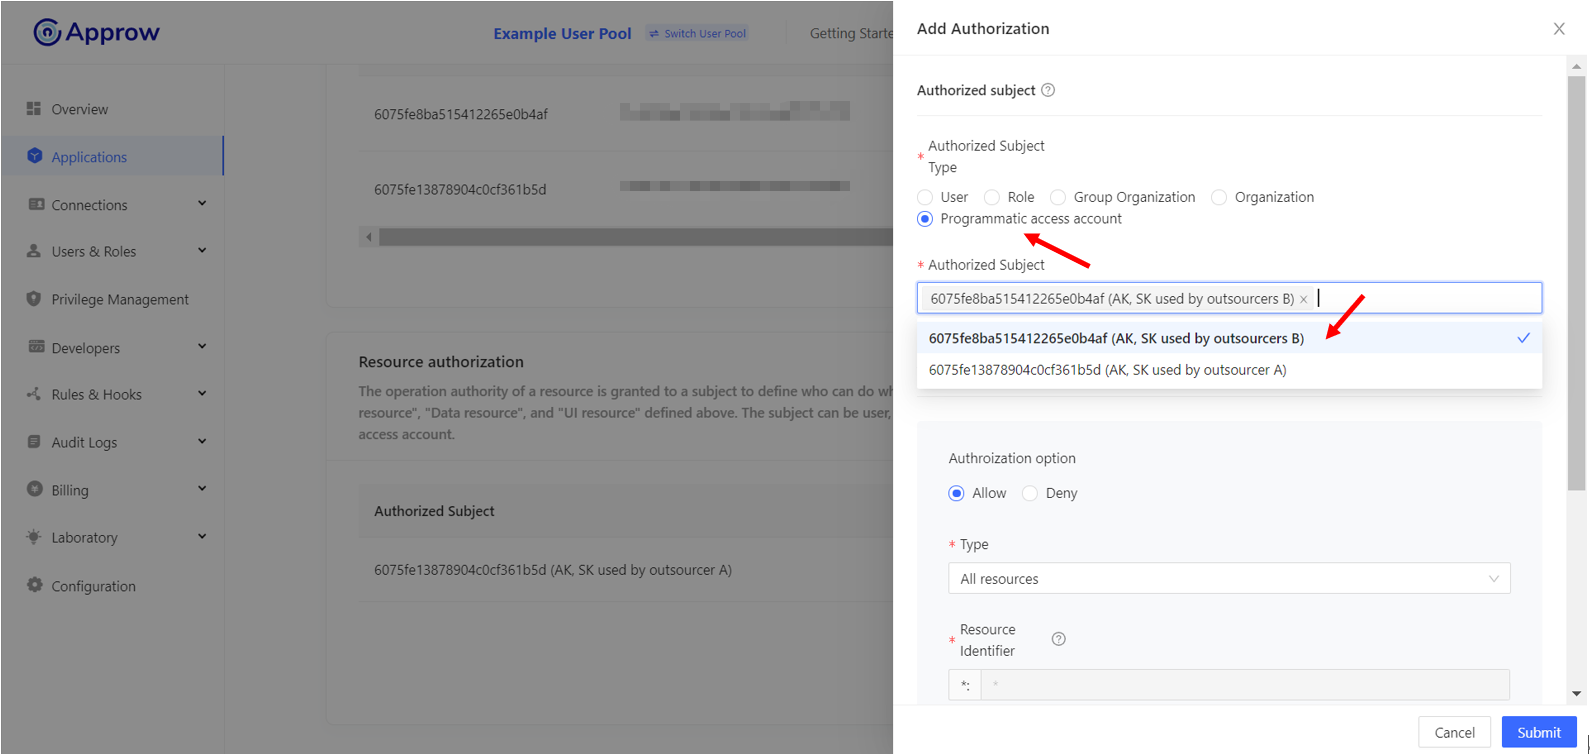 Approw
Example User Pool
Switch User Pool
Getting Starte
Overview
Applications
Connections
Users & Roles
Privilege Management
Developers
Rules & Hooks
Audit Logs
Billing
Laboratory
Configuration
6075fe8ba515412265e0b4af
6075fe13878904c0cf361b5d
Resource authorization
The operation authority of a resource is granted to a subject to define who can do wh
resource", "Data resource", and "UI resource" defined above. The subject can be user,
access account.
Authorized Subject
6075fe13878904c0cf361b5d (AK, SK used by outsourcer A)
Add Authorization
Authorized subject ?
* Authorized Subject
Type
User Role Group Organization Organization
Programmatic access account
* Authorized Subject
6075fe8ba515412265e0b4af (AK, SK used by outsourcers B) ×
6075fe8ba515412265e0b4af (AK, SK used by outsourcers B)
6075fe13878904c0cf361b5d (AK, SK used by outsourcer A)
Authroization option
Allow Deny
* Type
All resources
* Resource
Identifier ?
*: *
Cancel Submit